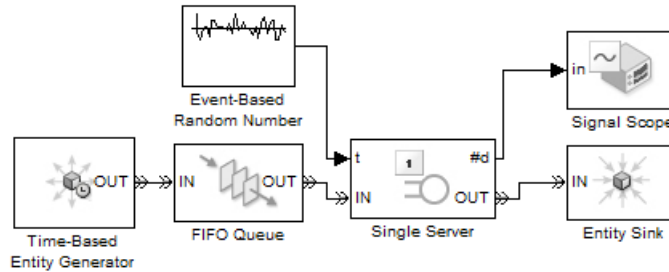 Event-Based
Random Number
in
Signal Scope
t
#d
1
IN
OUT
Single Server
OUT
Time-Based
Entity Generator
IN
OUT
FIFO Queue
IN
Entity Sink